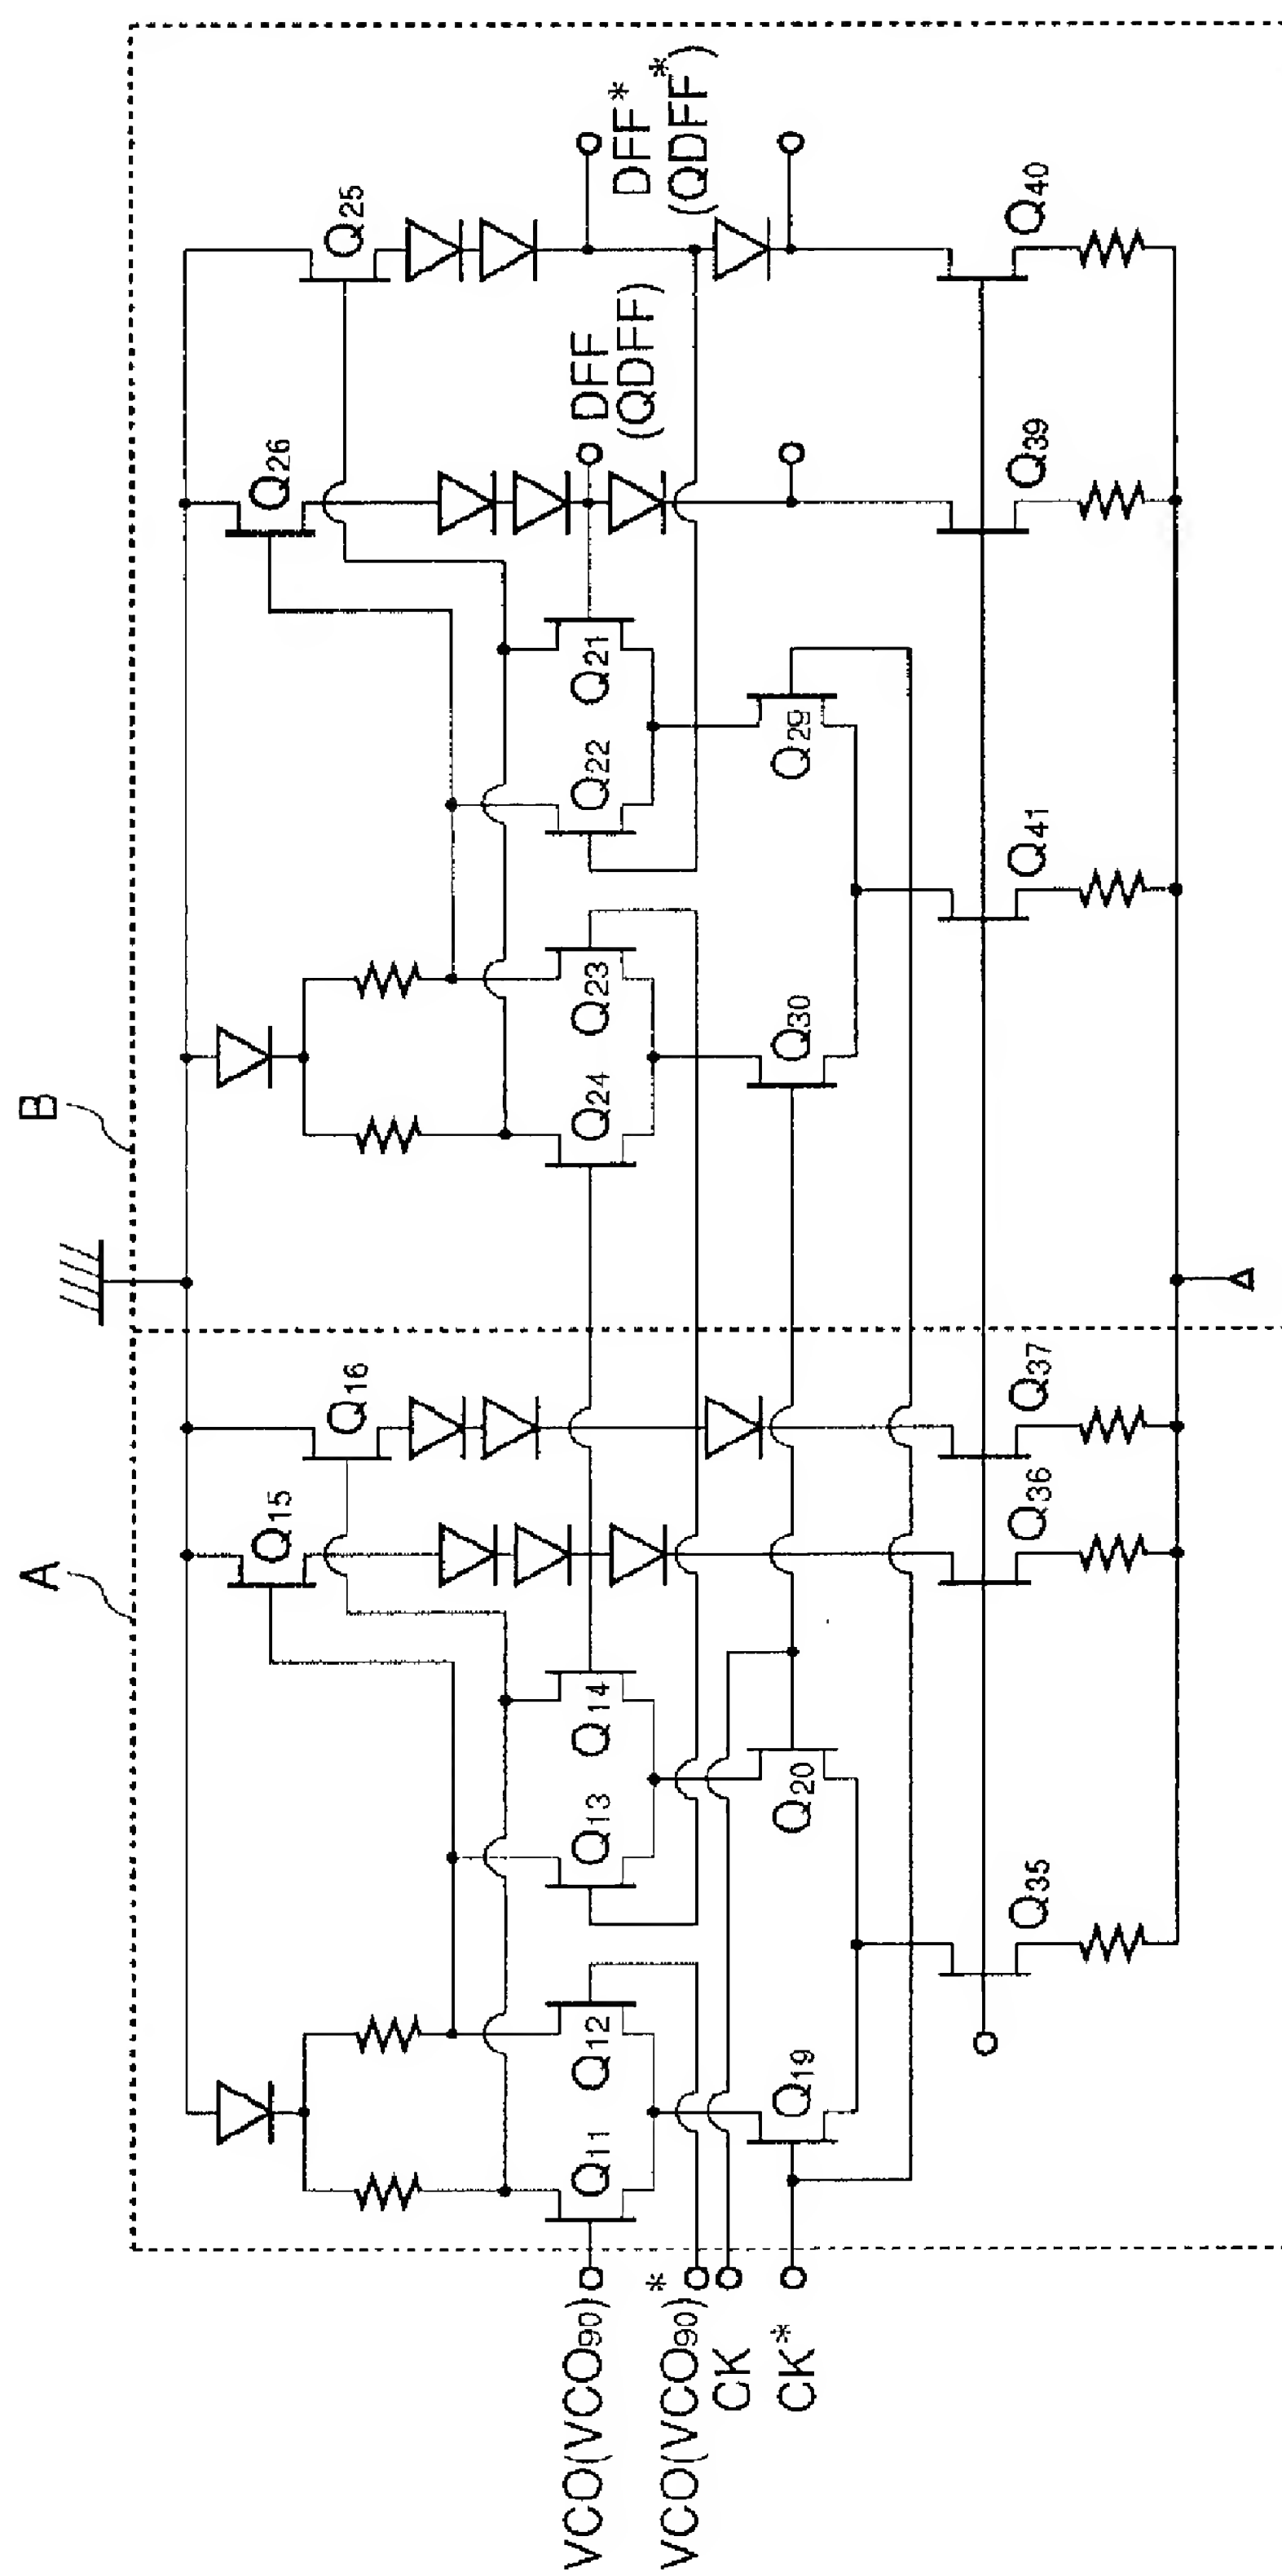 A
B
Q15
Q16
Q26
Q25
Q11
Q12
Q13
Q14
Q24
Q23
Q22
Q21
DFF
(QDFF)
DFF*
(QDFF)*
VCO(VCO90)
VCO(VCO90)*
CK
CK*
Q19
Q20
Q30
Q29
Q35
Q36
Q37
Q41
Q39
Q40